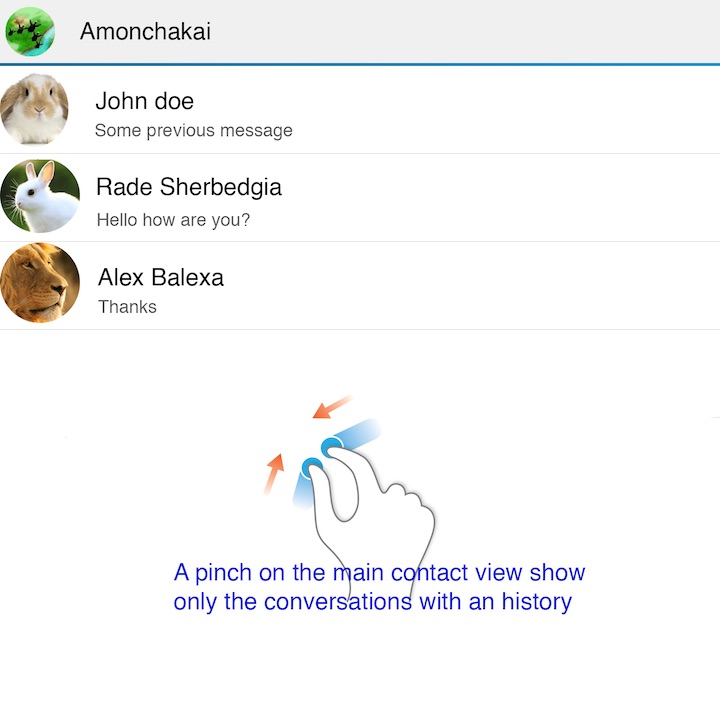 Amonchakai
John doe
Some previous message
Rade Sherbedgia
Hello how are you?
Alex Balexa
Thanks
A pinch on the main contact view show
only the conversations with an history